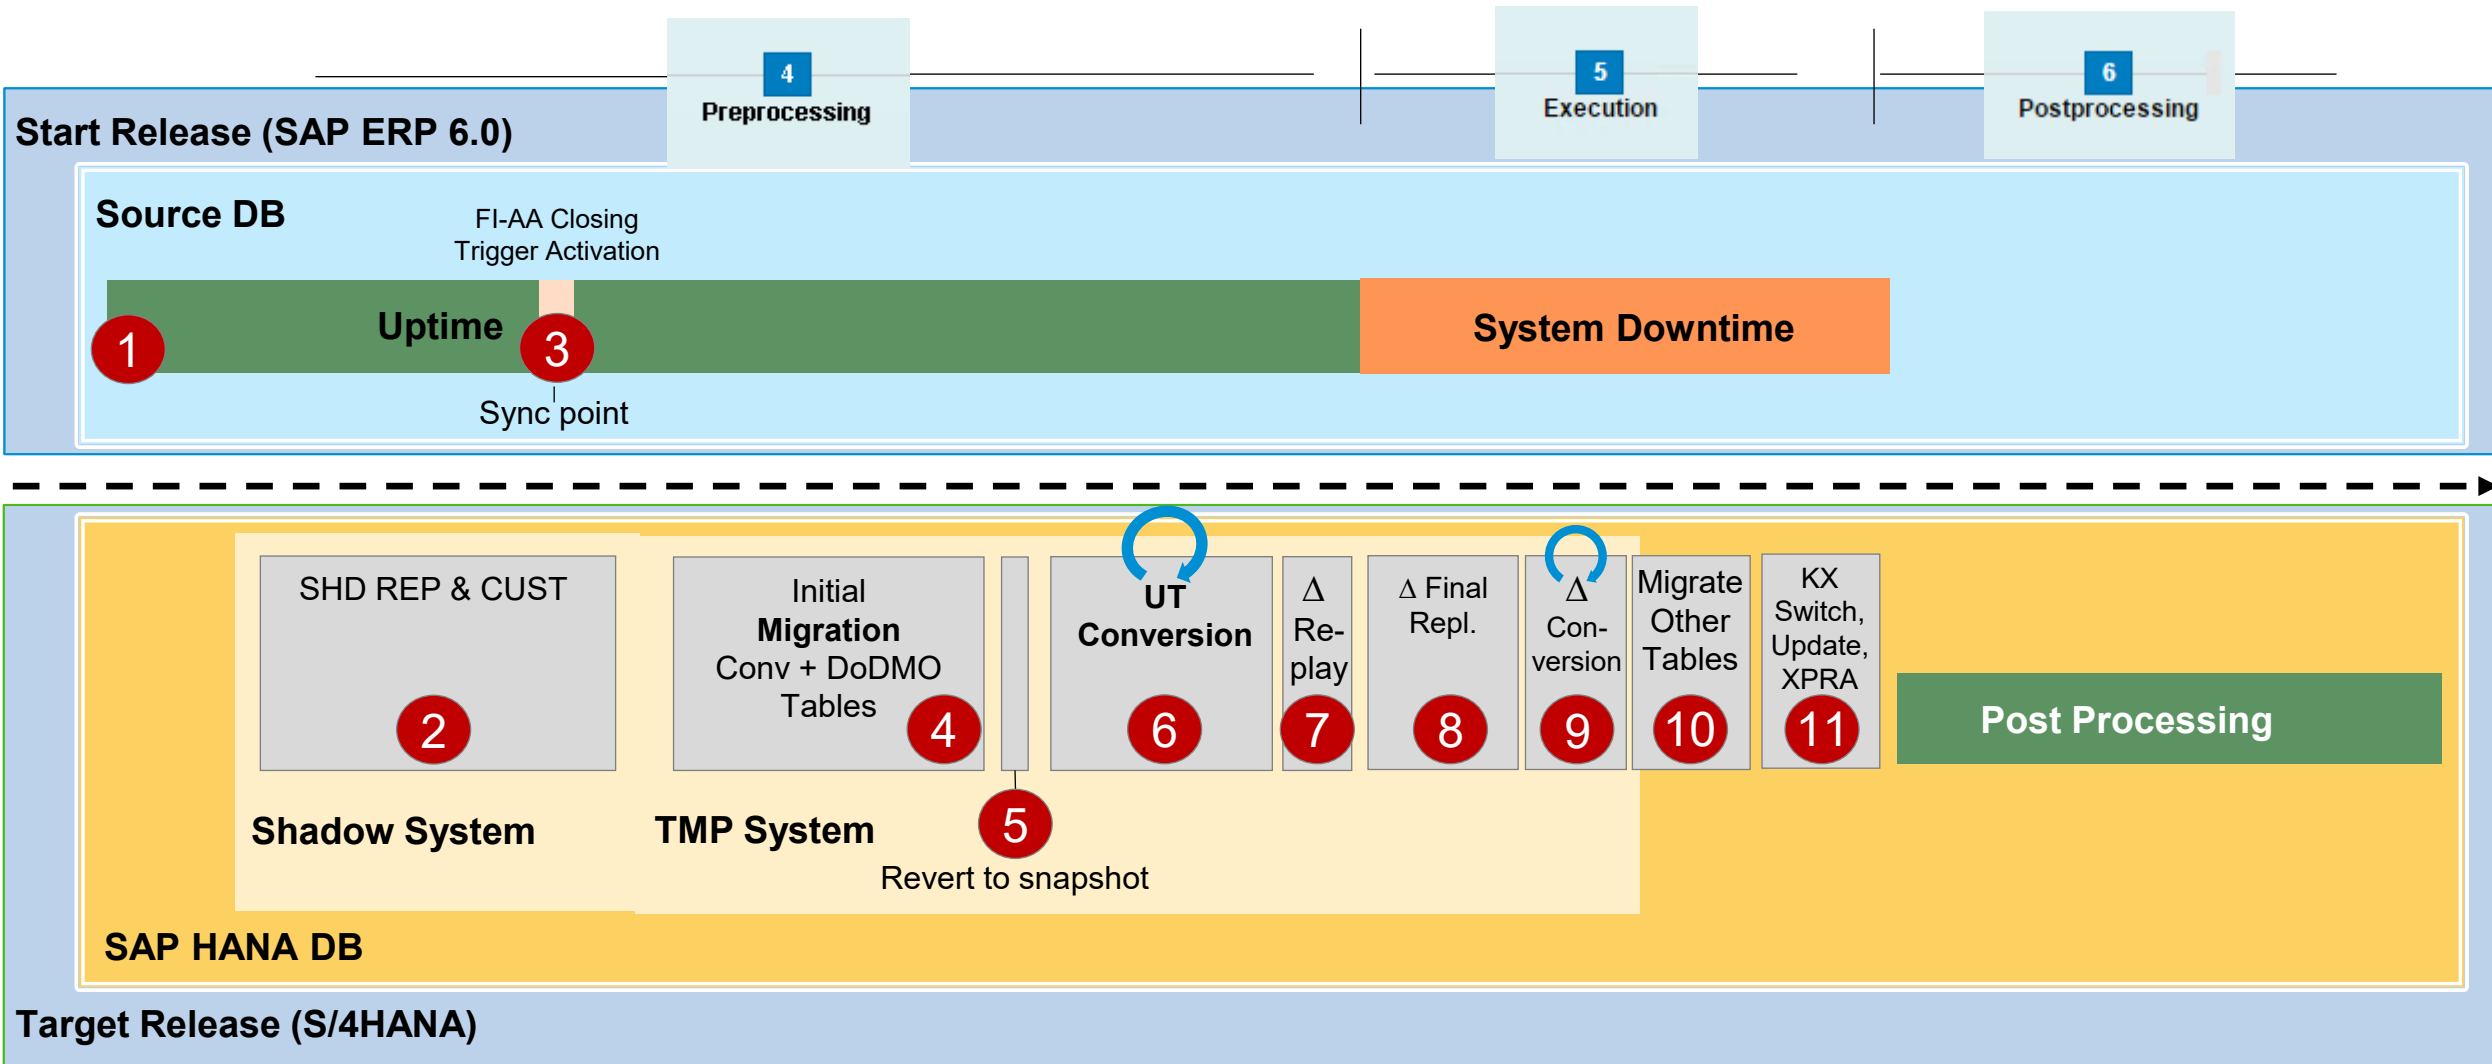 4
Preprocessing
5
Execution
6
Postprocessing
Start Release (SAP ERP 6.0)
Source DB
FI-AA Closing
Trigger Activation
Uptime
System Downtime
1
3
Sync point
SHD REP & CUST
2
Initial
Migration
Conv + DoDMO
Tables
4
UT
Conversion
6
Δ
Re-
play
7
Δ Final
Repl.
8
Δ
Con-
version
9
Migrate
Other
Tables
10
KX
Switch,
Update,
XPRA
11
Post Processing
Shadow System
TMP System
5
Revert to snapshot
SAP HANA DB
Target Release (S/4HANA)